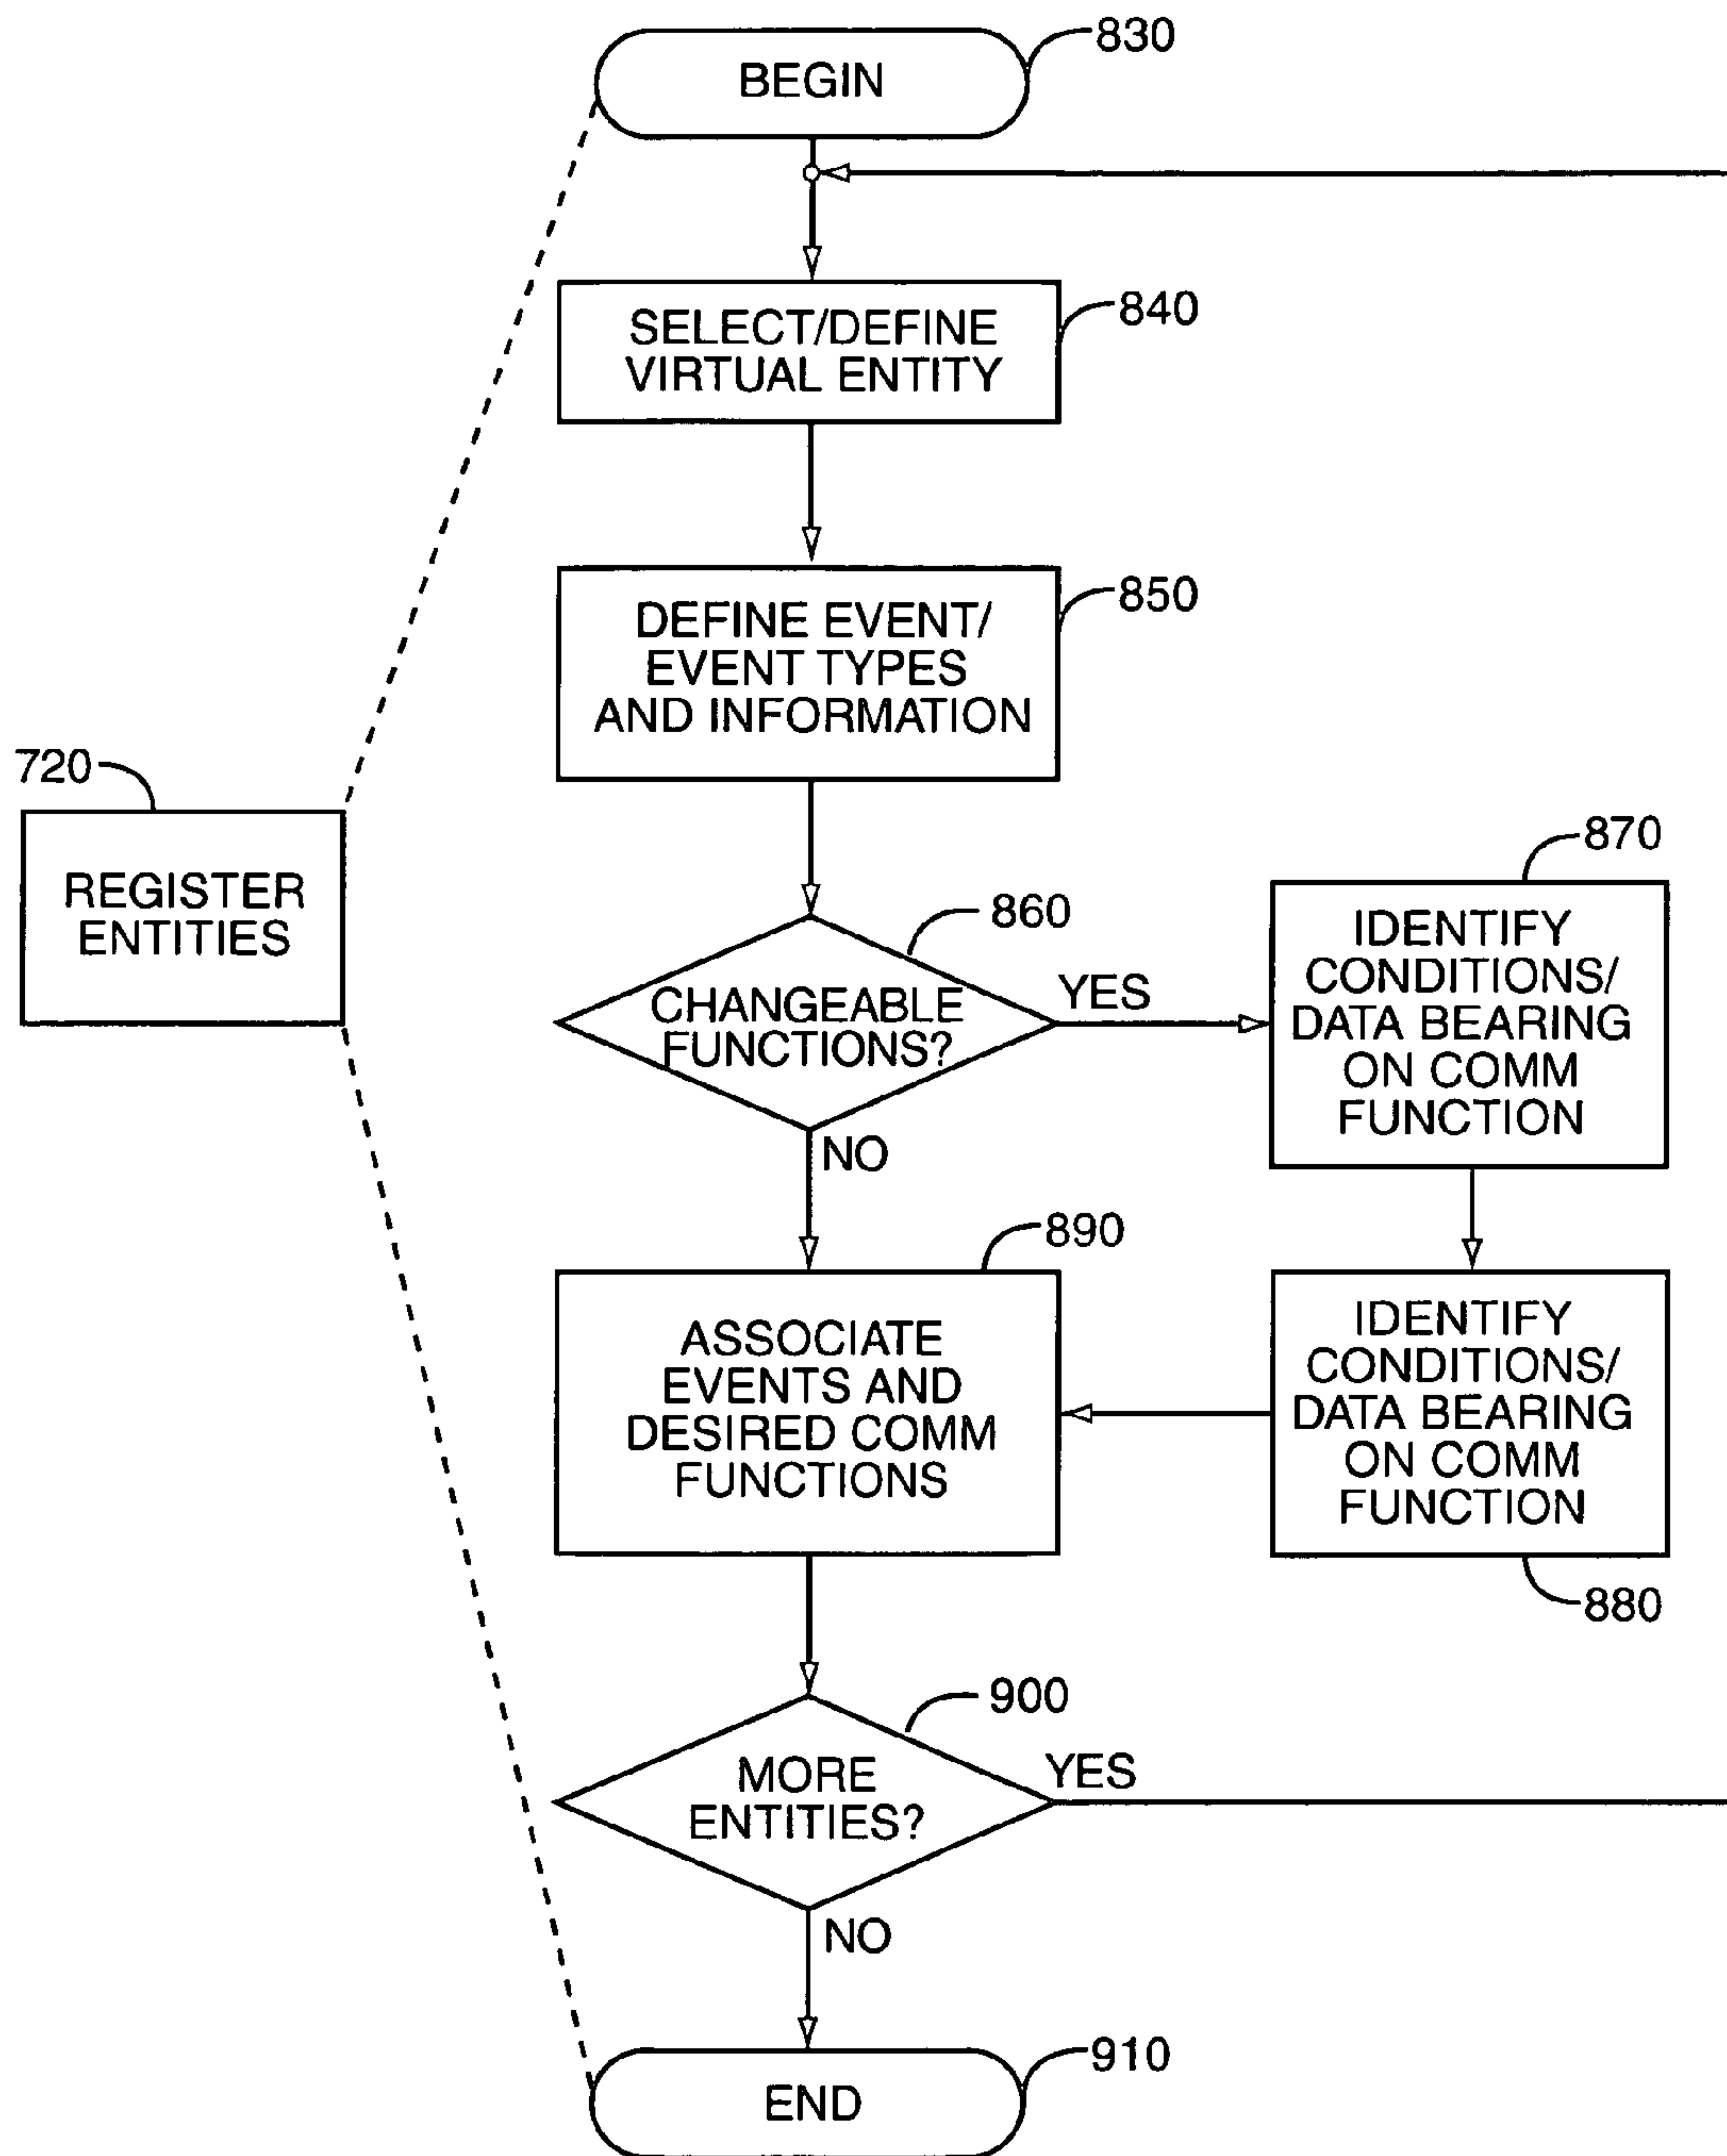 830
BEGIN
840
SELECT/DEFINE
VIRTUAL ENTITY
850
DEFINE EVENT/
EVENT TYPES
AND INFORMATION
720
REGISTER
ENTITIES
860
CHANGEABLE
FUNCTIONS?
YES
NO
870
IDENTIFY
CONDITIONS/
DATA BEARING
ON COMM
FUNCTION
890
ASSOCIATE
EVENTS AND
DESIRED COMM
FUNCTIONS
IDENTIFY
CONDITIONS/
DATA BEARING
ON COMM
FUNCTION
880
900
MORE
ENTITIES?
YES
NO
910
END